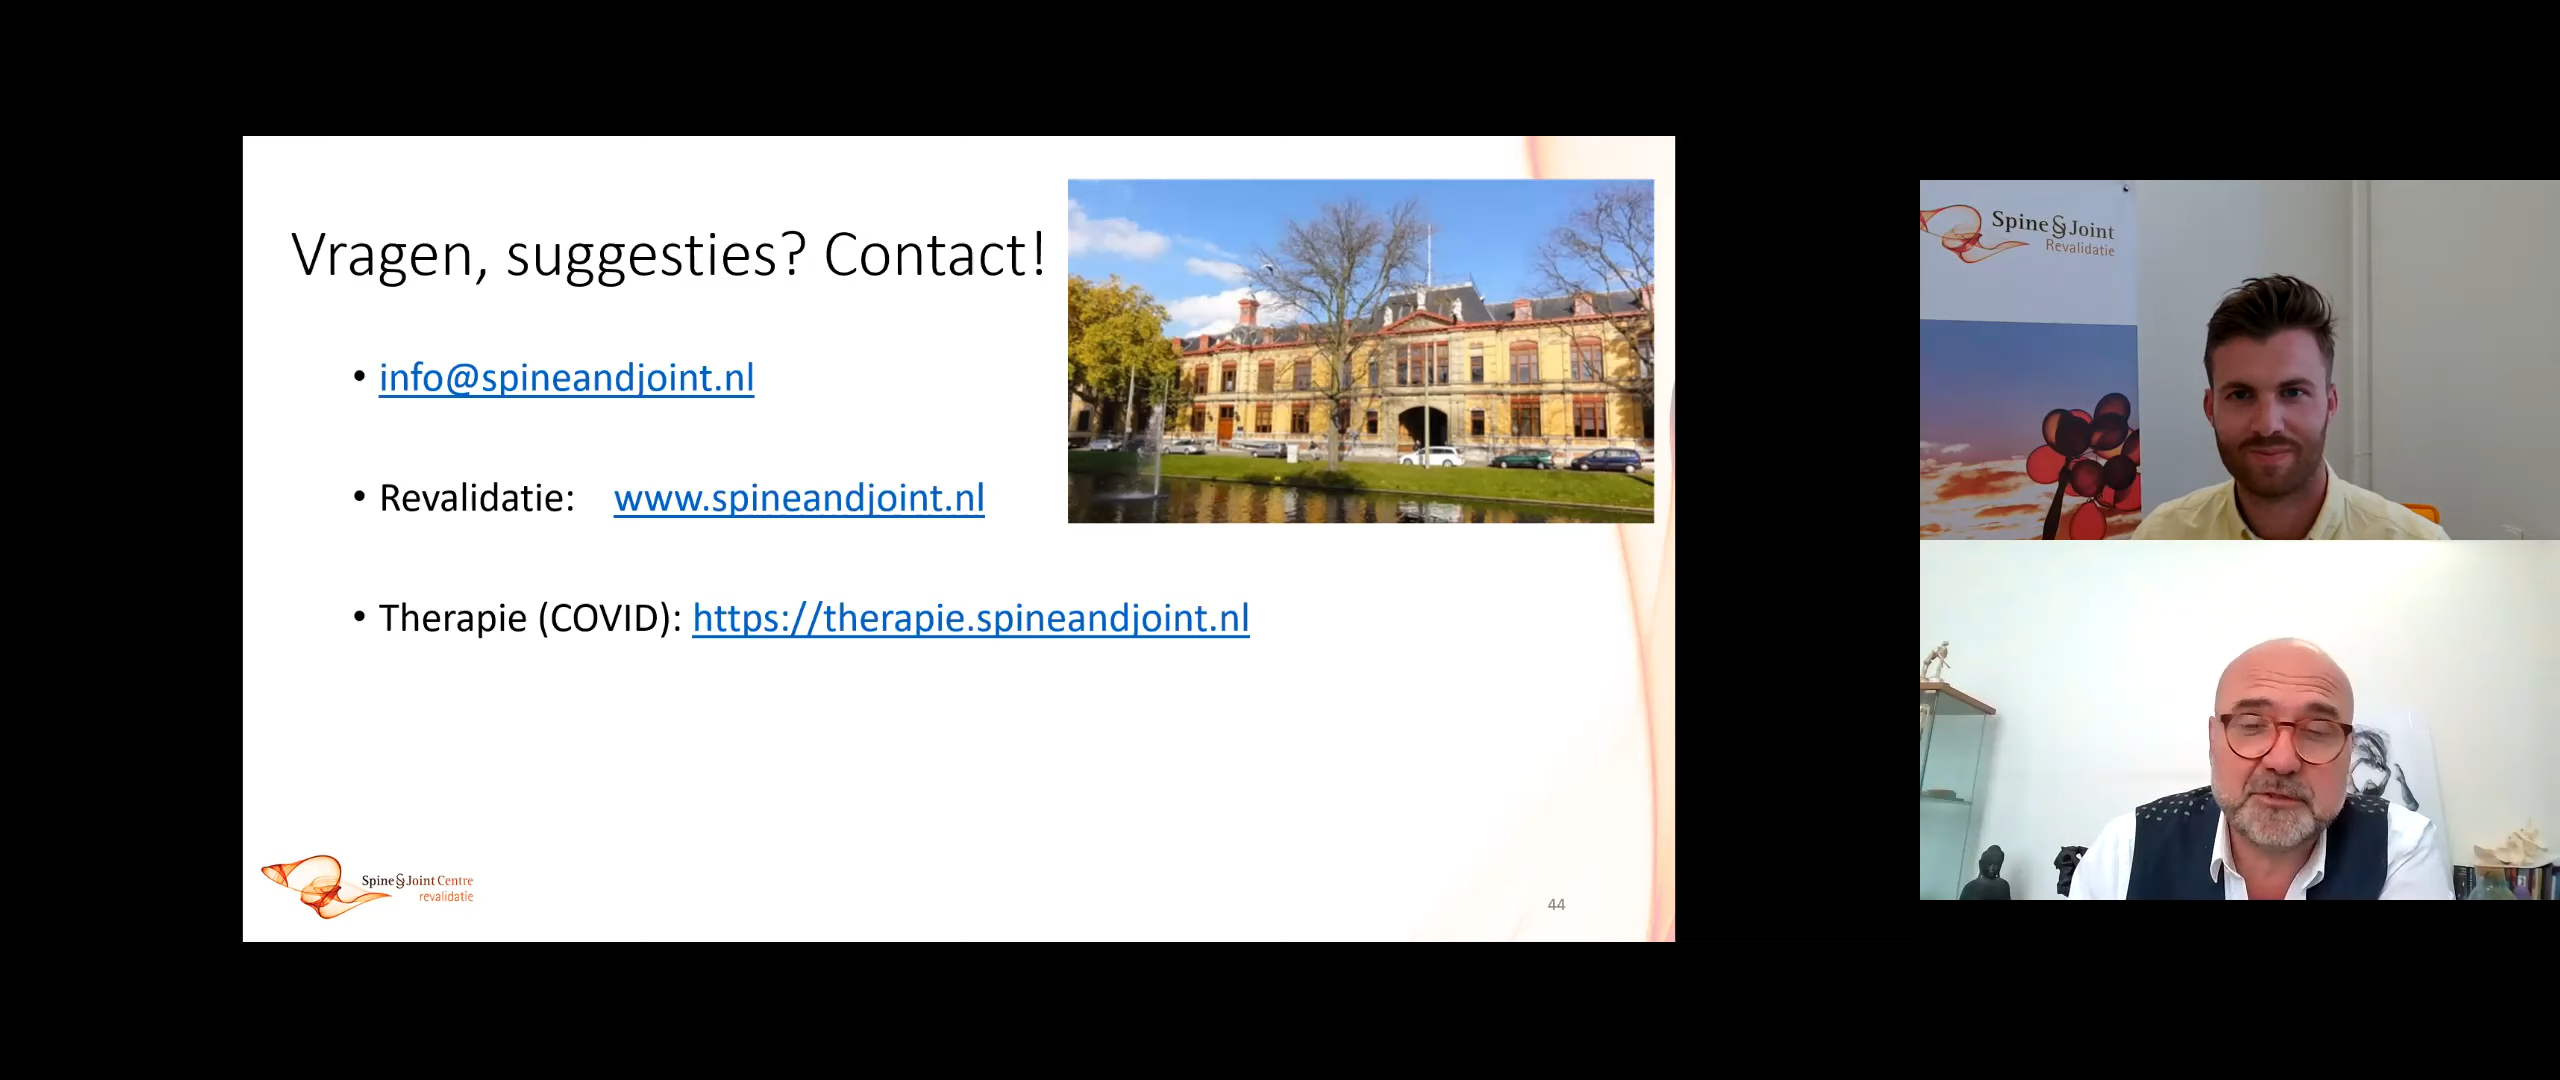 Vragen, suggesties? Contact!
• info@spineandjoint.nl
• Revalidatie: www.spineandjoint.nl
• Therapie (COVID): https://therapie.spineandjoint.nl
Spine&Joint Centre
revalidatie
44
Spine&Joint
Revalidatie